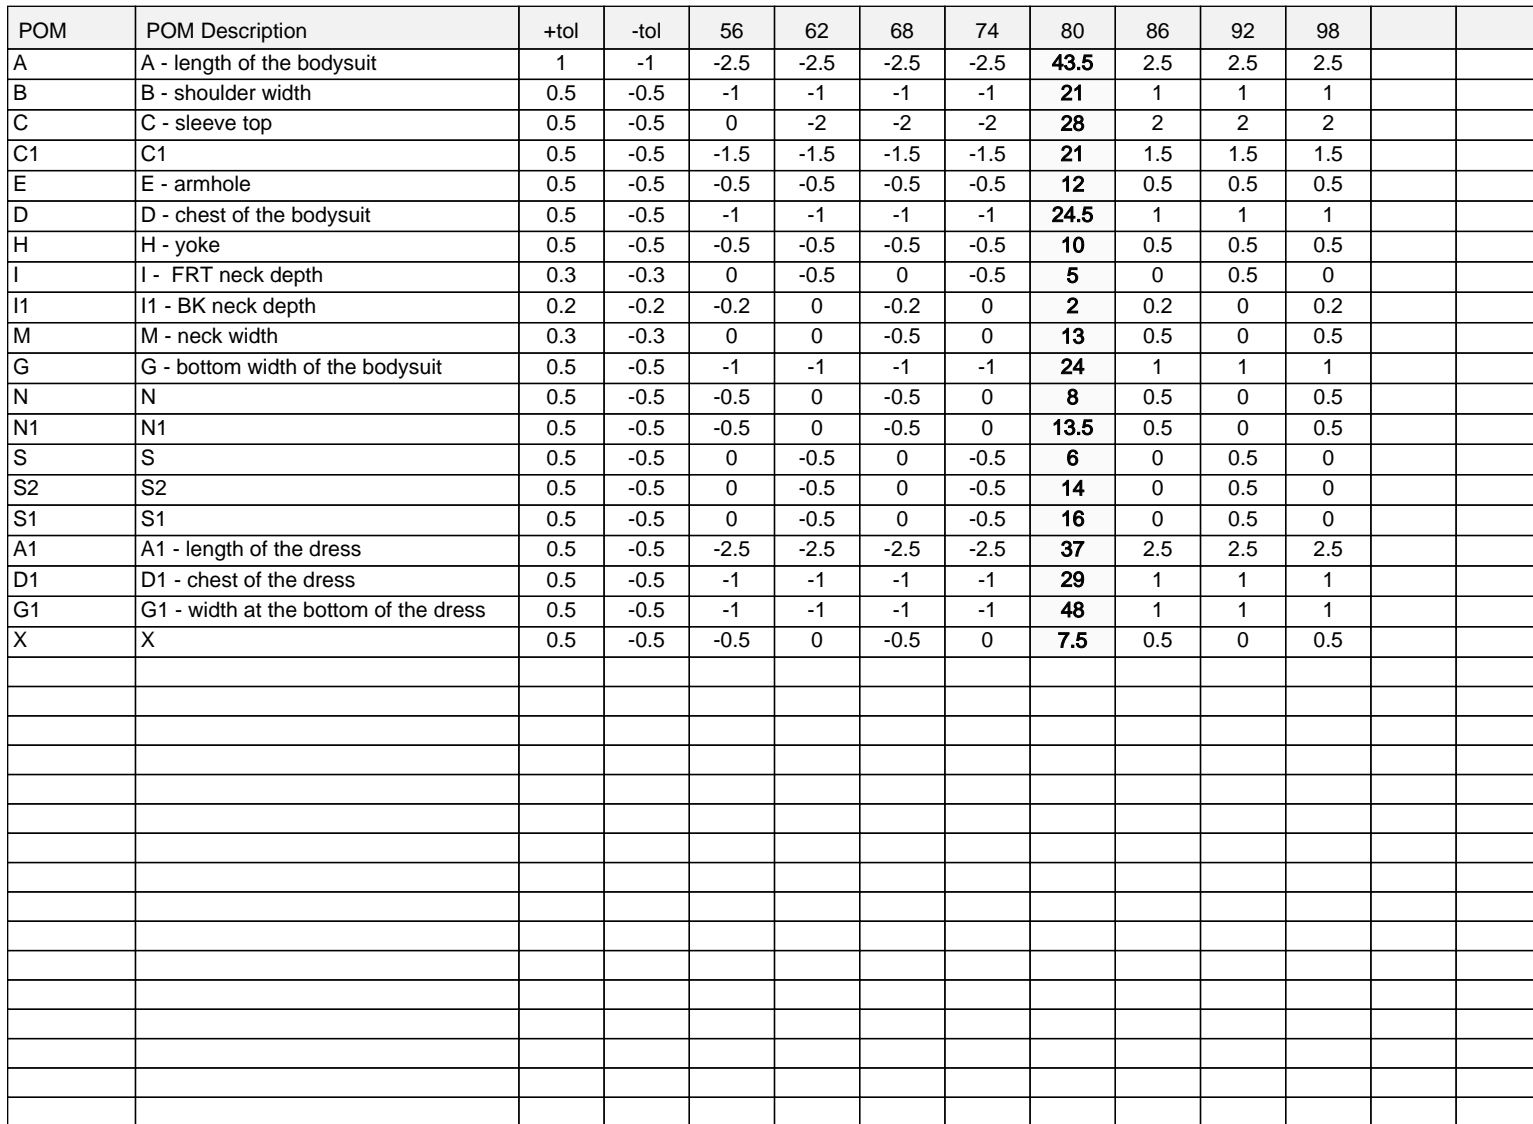 POM POM Description +tol -tol 56 62 68 74 80 86 92 98
A A - length of the bodysuit 1 -1 -2.5 -2.5 -2.5 -2.5 43.5 2.5 2.5 2.5
B B - shoulder width 0.5 -0.5 -1 -1 -1 -1 21 1 1 1
C C - sleeve top 0.5 -0.5 0 -2 -2 -2 28 2 2 2
C1 C1 0.5 -0.5 -1.5 -1.5 -1.5 -1.5 21 1.5 1.5 1.5
E E - armhole 0.5 -0.5 -0.5 -0.5 -0.5 -0.5 12 0.5 0.5 0.5
D D - chest of the bodysuit 0.5 -0.5 -1 -1 -1 -1 24.5 1 1 1
H H - yoke 0.5 -0.5 -0.5 -0.5 -0.5 -0.5 10 0.5 0.5 0.5
I I - FRT neck depth 0.3 -0.3 0 -0.5 0 -0.5 5 0 0.5 0
I1 I1 - BK neck depth 0.2 -0.2 -0.2 0 -0.2 0 2 0.2 0 0.2
M M - neck width 0.3 -0.3 0 0 -0.5 0 13 0.5 0 0.5
G G - bottom width of the bodysuit 0.5 -0.5 -1 -1 -1 -1 24 1 1 1
N N 0.5 -0.5 -0.5 0 -0.5 0 8 0.5 0 0.5
N1 N1 0.5 -0.5 -0.5 0 -0.5 0 13.5 0.5 0 0.5
S S 0.5 -0.5 0 -0.5 0 -0.5 6 0 0.5 0
S2 S2 0.5 -0.5 0 -0.5 0 -0.5 14 0 0.5 0
S1 S1 0.5 -0.5 0 -0.5 0 -0.5 16 0 0.5 0
A1 A1 - length of the dress 0.5 -0.5 -2.5 -2.5 -2.5 -2.5 37 2.5 2.5 2.5
D1 D1 - chest of the dress 0.5 -0.5 -1 -1 -1 -1 29 1 1 1
G1 G1 - width at the bottom of the dress 0.5 -0.5 -1 -1 -1 -1 48 1 1 1
X X 0.5 -0.5 -0.5 0 -0.5 0 7.5 0.5 0 0.5